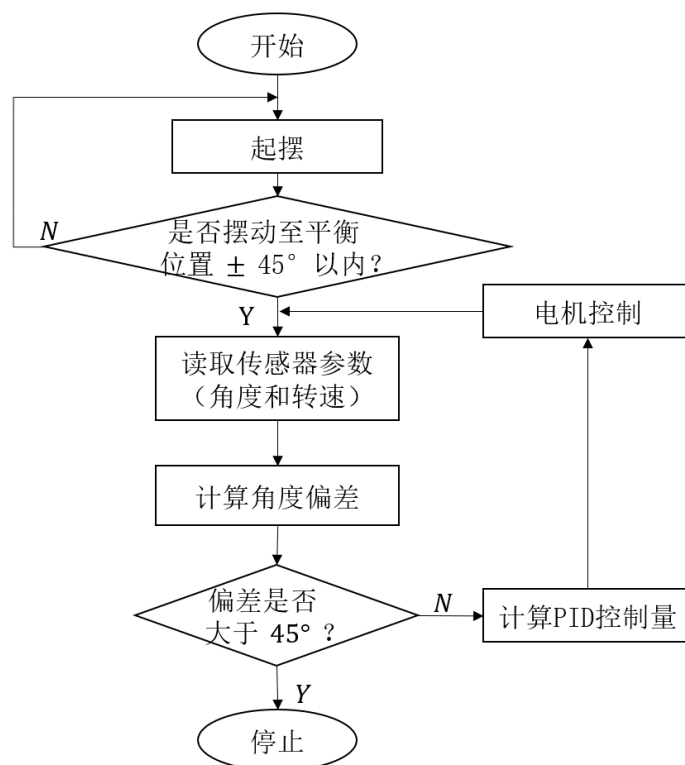 开始
起摆
N
是否摆动至平衡
位置 ± 45° 以内？
Y
电机控制
读取传感器参数
（角度和转速）
计算角度偏差
偏差是否
大于 45° ？
N
计算PID控制量
Y
停止